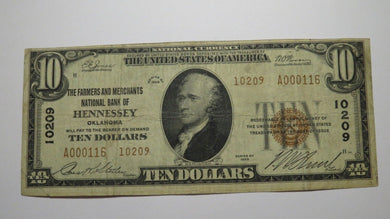 NATIONAL CURRENCY
10 THE UNITED STATES OF AMERICA 10
10209 A000116
THE FARMERS AND MERCHANTS
NATIONAL BANK OF
HENNESSEY
OKLAHOMA
WILL PAY TO THE BEARER ON DEMAND
TEN DOLLARS
TEN
10209
10209
A000116 10209
SERIES OF
10 TEN DOLLARS 10